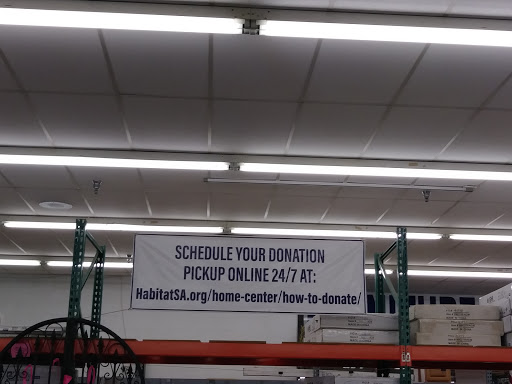 SCHEDULE YOUR DONATION
PICKUP ONLINE 24/7 AT:
HabitatSA.org/home-center/how-to-donate/